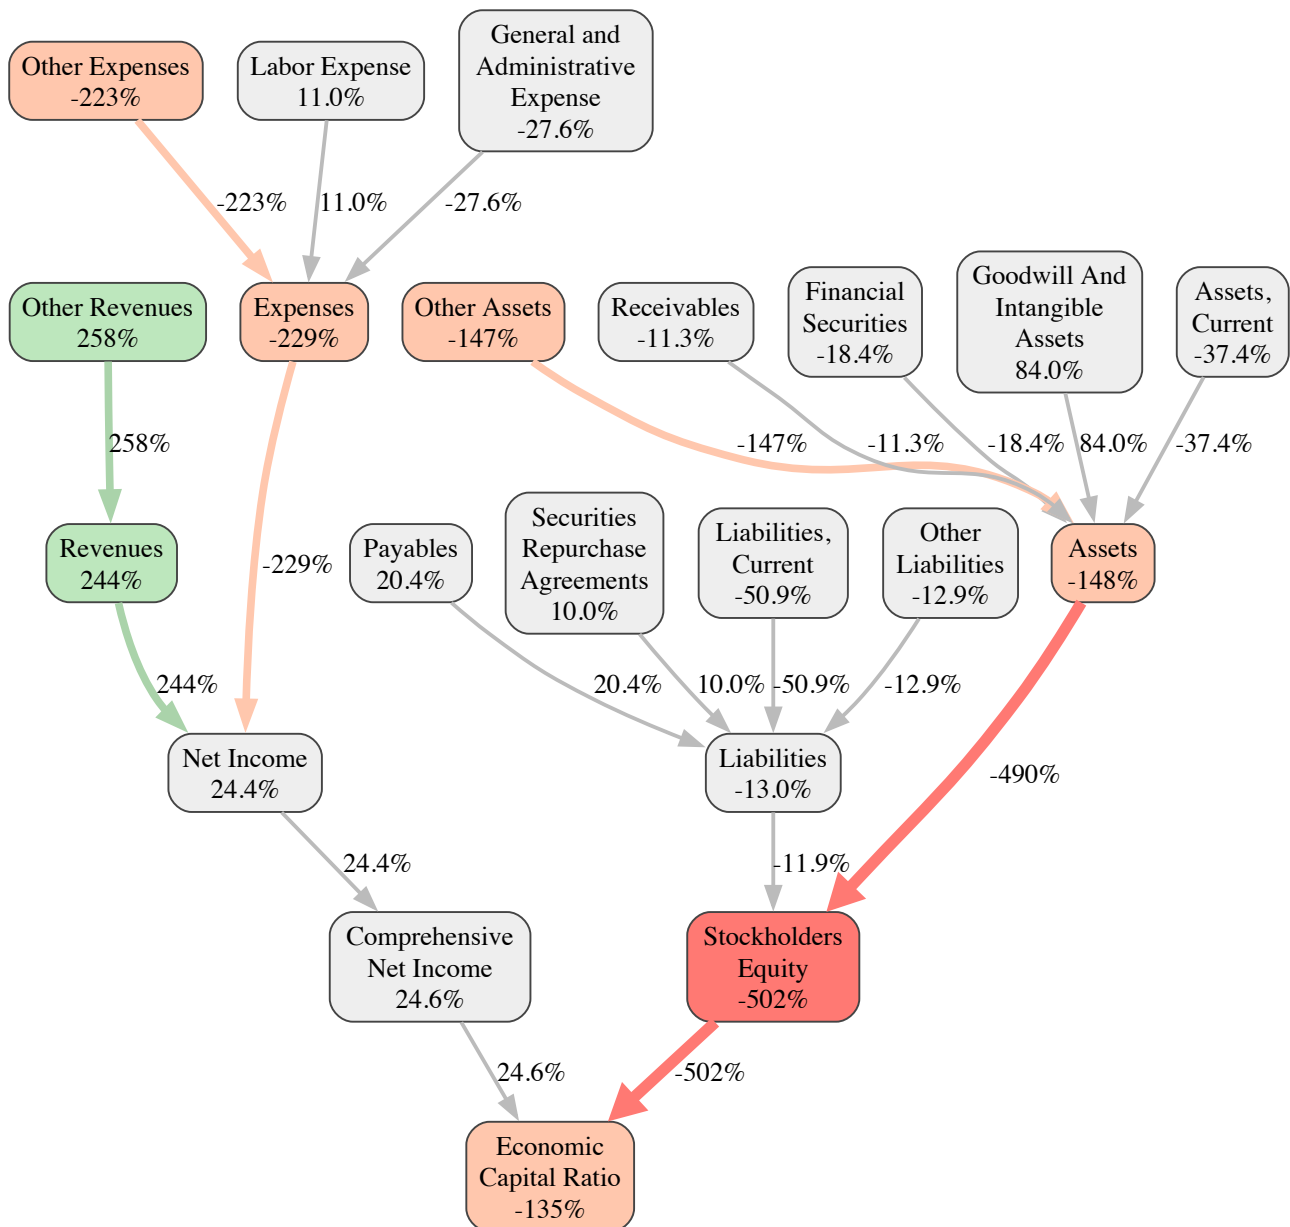 Other Expenses
-223%
Labor Expense
11.0%
General and
Administrative
Expense
-27.6%
-223%
11.0%
-27.6%
Other Revenues
258%
Expenses
-229%
Other Assets
-147%
Receivables
-11.3%
Financial
Securities
-18.4%
Goodwill And
Intangible
Assets
84.0%
Assets,
Current
-37.4%
258%
-147%
-11.3%
-18.4%
84.0%
-37.4%
Revenues
244%
-229%
Payables
20.4%
Securities
Repurchase
Agreements
10.0%
Liabilities,
Current
-50.9%
Other
Liabilities
-12.9%
Assets
-148%
244%
20.4%
10.0%
-50.9%
-12.9%
Net Income
24.4%
Liabilities
-13.0%
-490%
24.4%
-11.9%
Comprehensive
Net Income
24.6%
Stockholders
Equity
-502%
24.6%
-502%
Economic
Capital Ratio
-135%